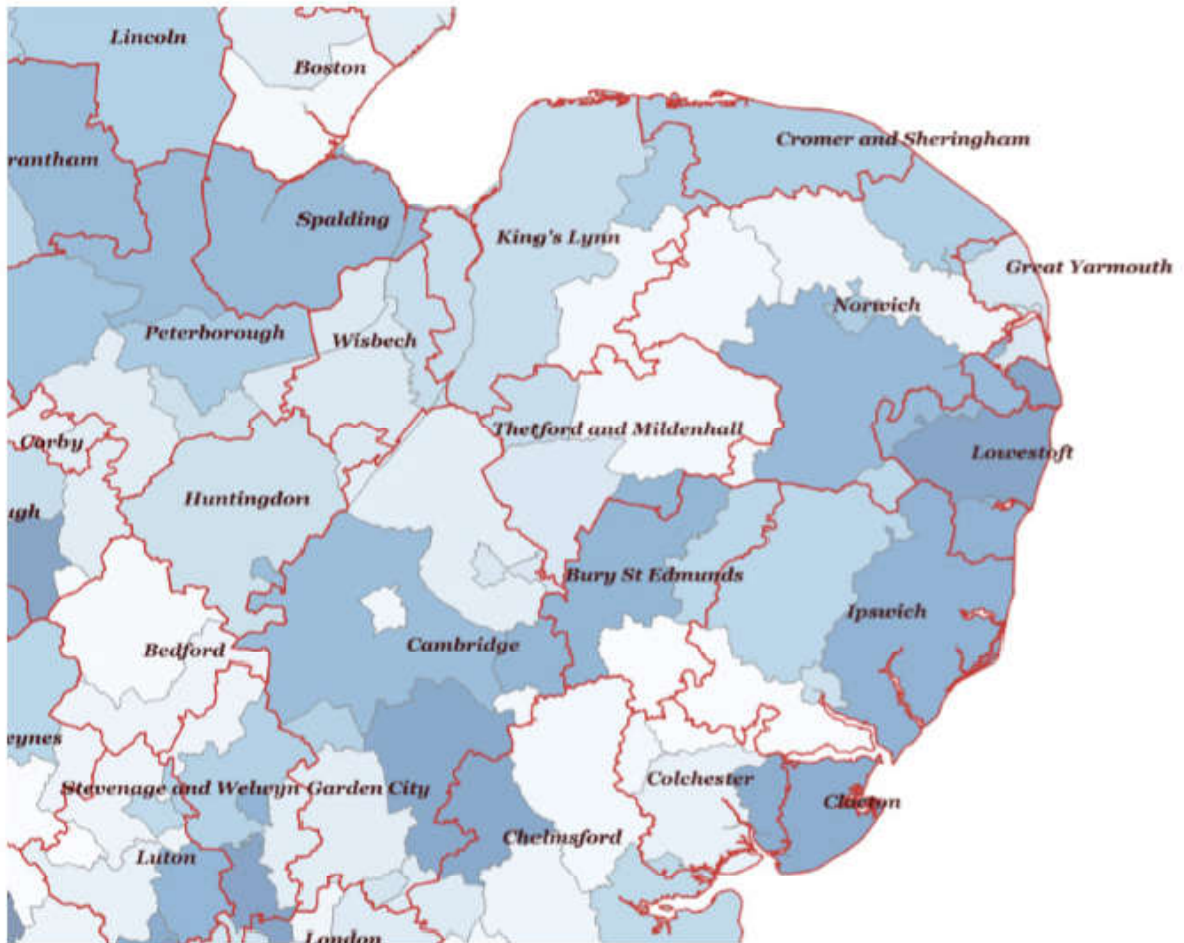 Lincoln
Boston
Cromer and Sheringham
rantham
Spalding
King's Lynn
Great Yarmouth
Norwich
Peterborough
Wisbech
Thetford and Mildenhall
Corby
Lowestoft
Huntingdon
ugh
Bury St Edmunds
Ipswich
Cambridge
Bedford
eynes
Colchester
Stevenage and Welwyn Garden City
Clacton
Chelmsford
Luton
London